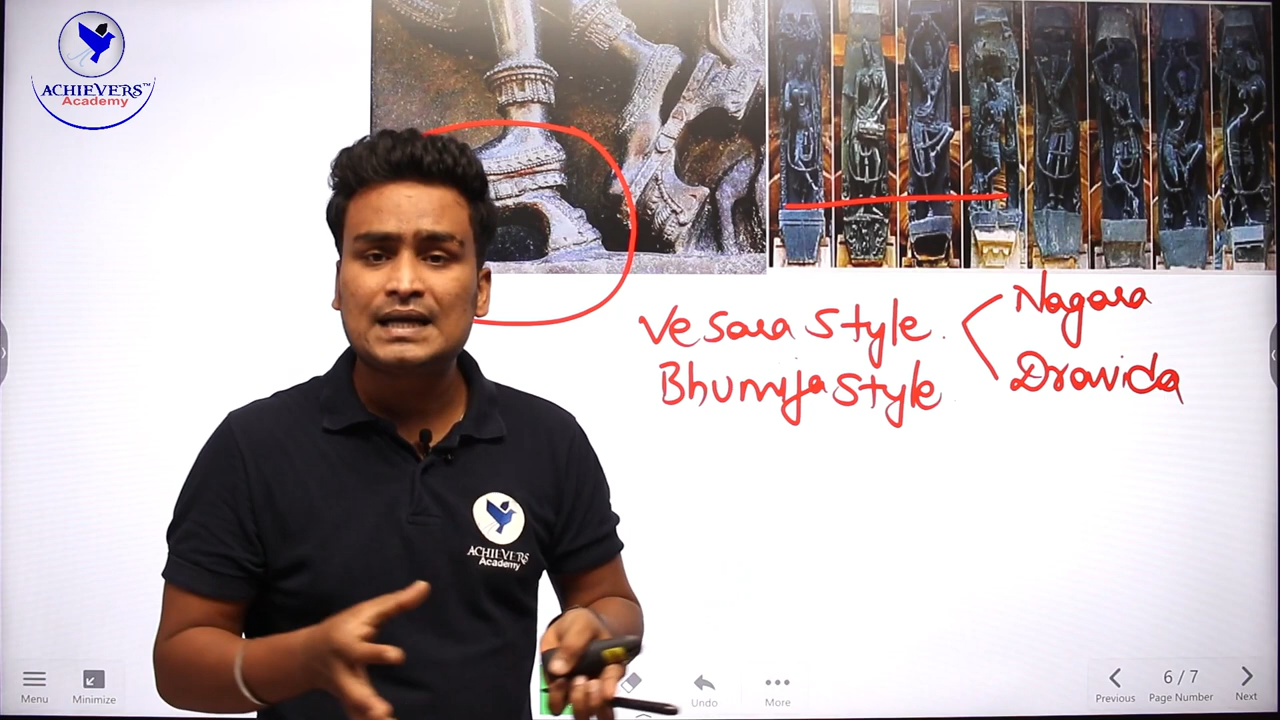 ACHIEVERS™
Academy
Vesara Style
Nagara
Dravida
Bhumija Style
ACHIEVERS
Academy
Menu
Minimize
Undo
More
Previous
6 / 7
Page Number
Next